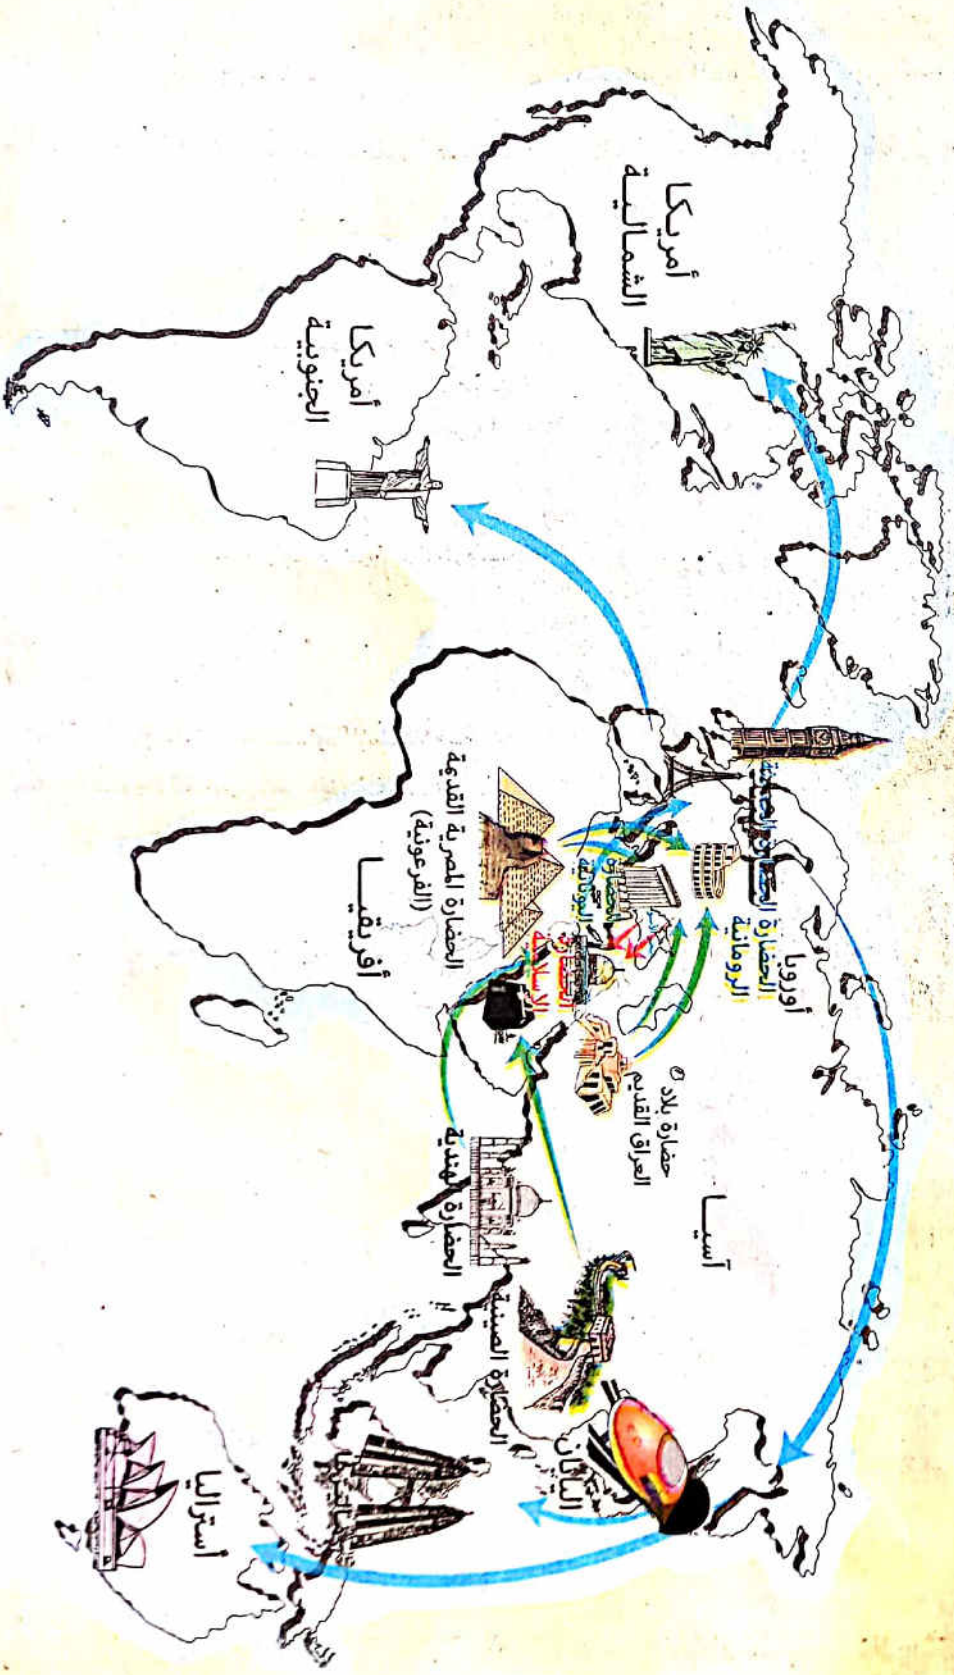 أمريكا
الشمالية
أمريكا
الجنوبية
أوروبا
الحضارة
الرومانية
الحضارة
اليونانية
الحضارة
الحضارة المصرية القديمة
(الفرعونية)
أفريقيا
حضارة بلاد
العراق القديم
آسيا
الحضارة الهندية
الحضارة الصينية
اليابان
أستراليا